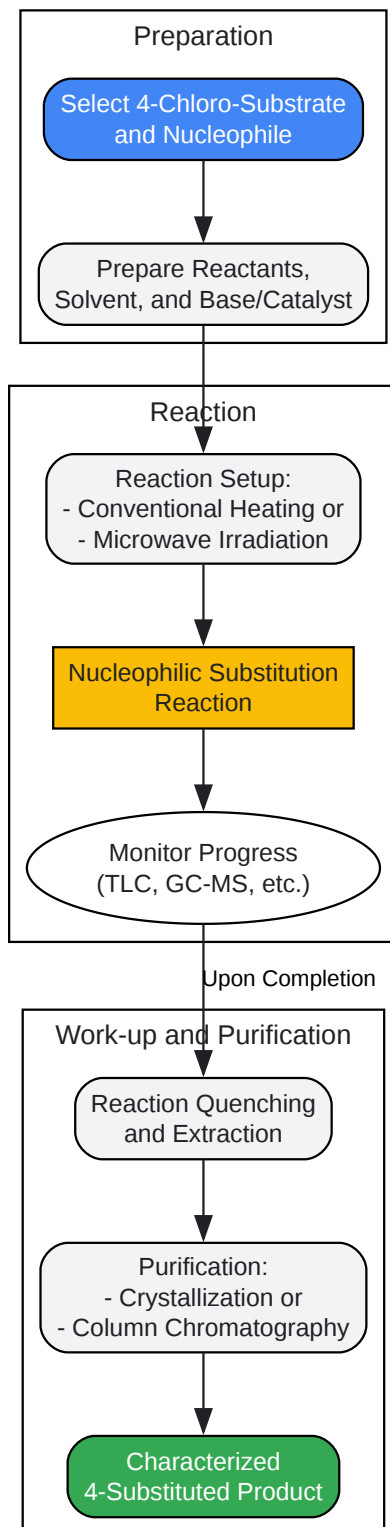 Preparation
Select 4-Chloro-Substrate
and Nucleophile
Prepare Reactants,
Solvent, and Base/Catalyst
Reaction
Reaction Setup:
- Conventional Heating or
- Microwave Irradiation
Nucleophilic Substitution
Reaction
Monitor Progress
(TLC, GC-MS, etc.)
Upon Completion
Work-up and Purification
Reaction Quenching
and Extraction
Purification:
- Crystallization or
- Column Chromatography
Characterized
4-Substituted Product